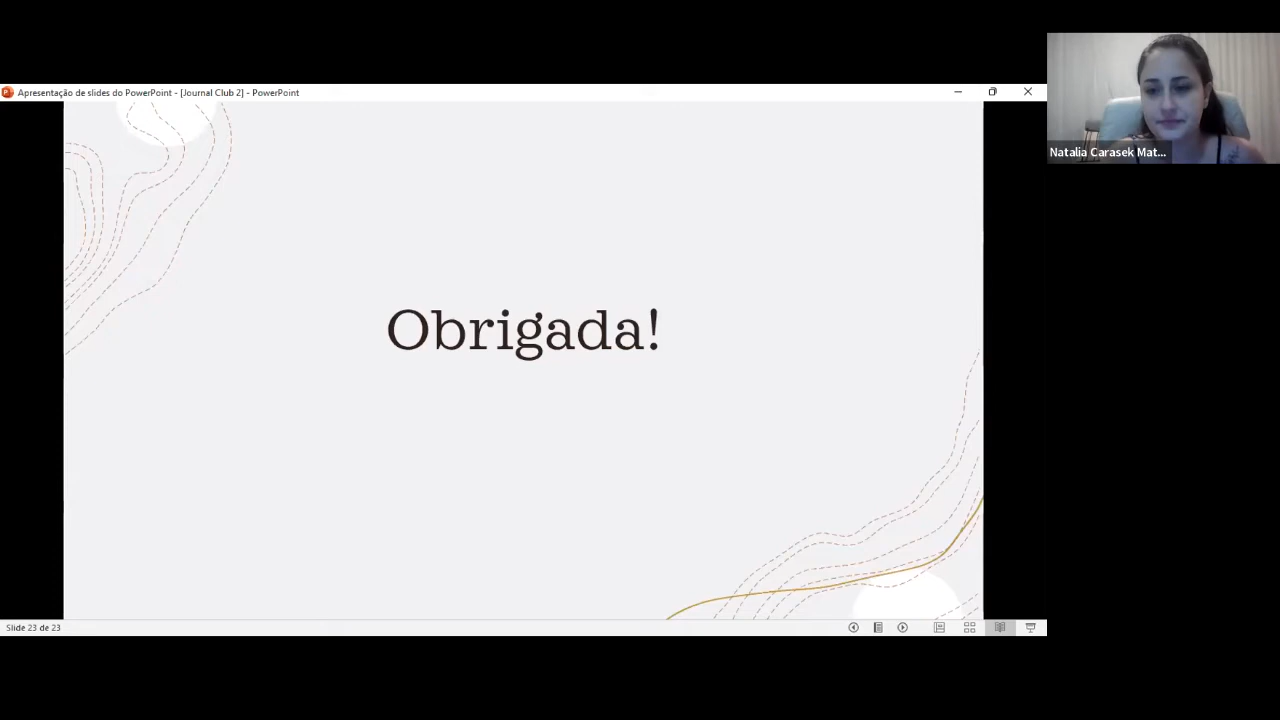 Apresentação de slides do PowerPoint - [Journal Club 2] - PowerPoint
Natalia Carasek Mat...
Obrigada!
Slide 23 de 23